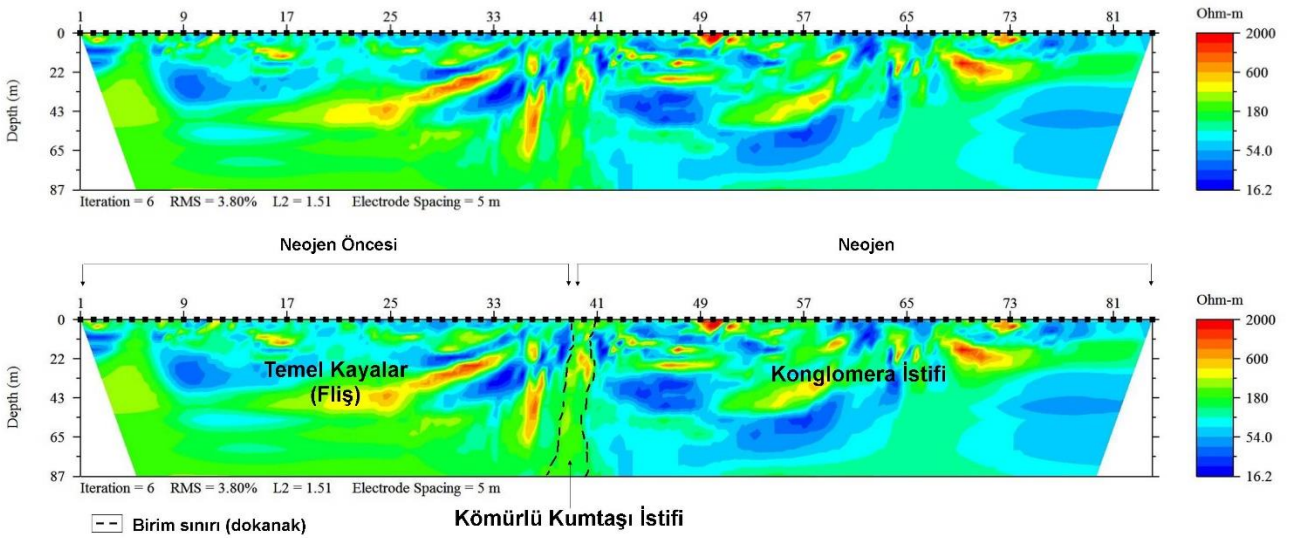 1 9 17 25 33 41 49 57 65 73 81
Ohm-m
Depth (m)
0
22
43
65
87
2000
600
180
54.0
16.2
Iteration = 6 RMS = 3.80% L2 = 1.51 Electrode Spacing = 5 m
Neojen Öncesi
Neojen
1 9 17 25 33 41 49 57 65 73 81
Ohm-m
Depth (m)
0
22
43
65
87
Temel Kayalar
(Fliş)
Konglomera İstifi
2000
600
180
54.0
16.2
Iteration = 6 RMS = 3.80% L2 = 1.51 Electrode Spacing = 5 m
Birim sınırı (dokanak)
Kömürlü Kumtaşı İstifi